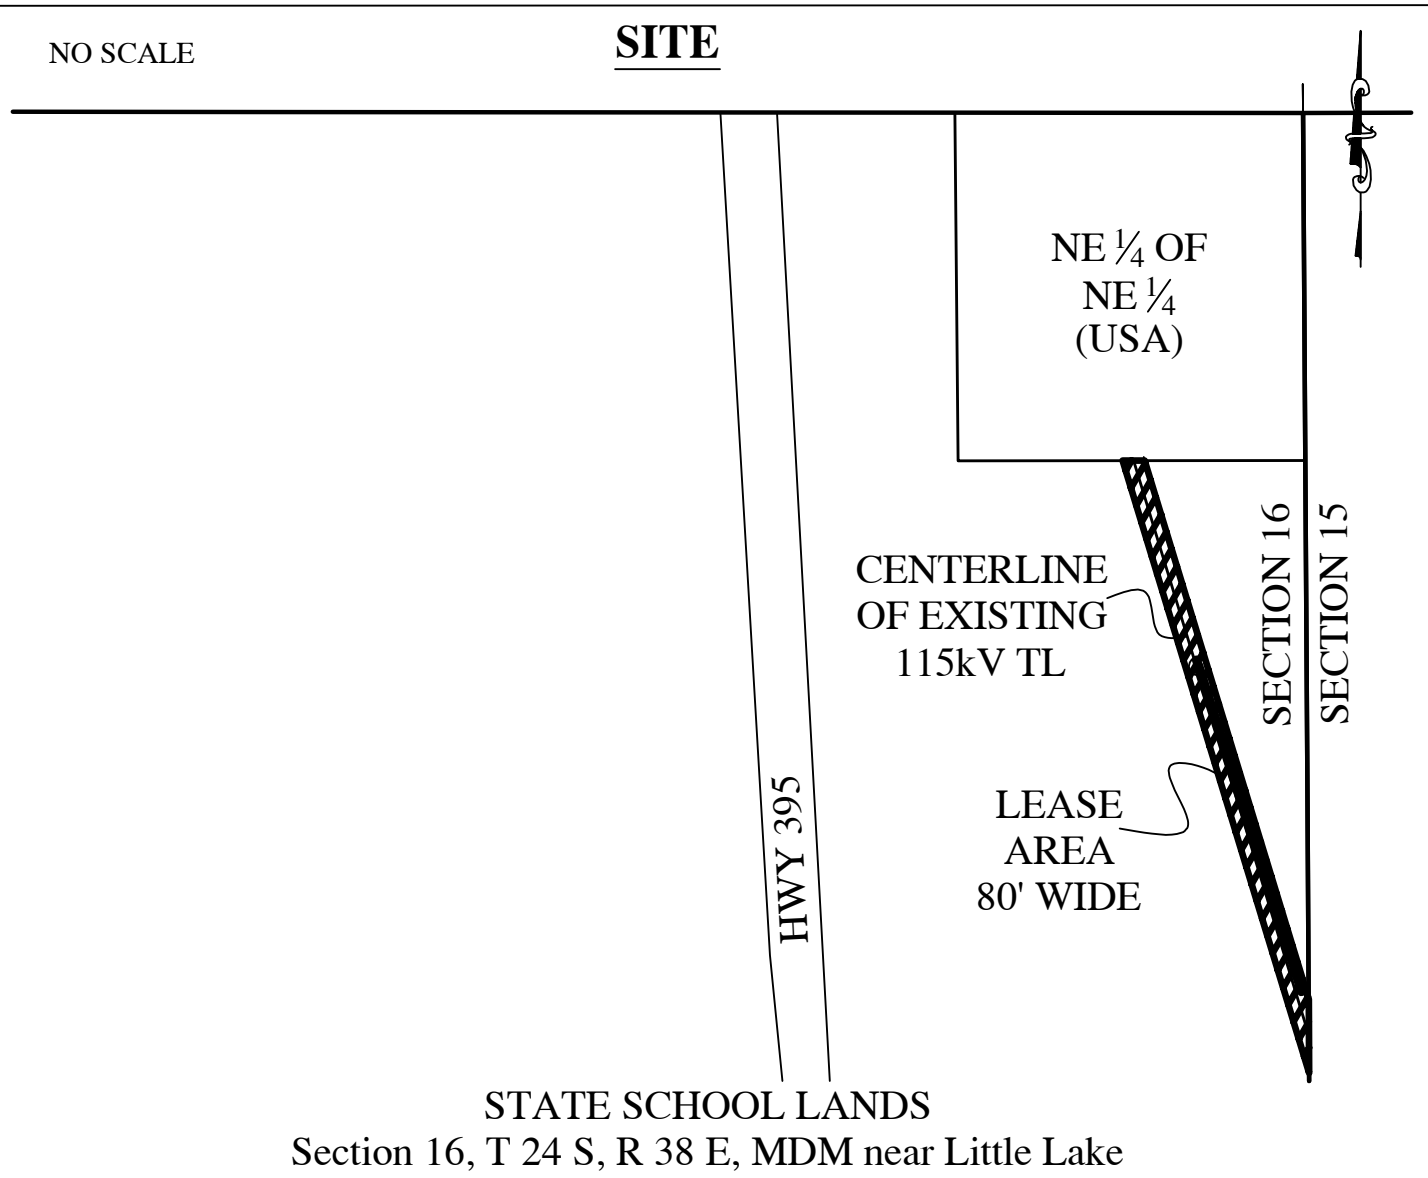 NO SCALE
SITE
NE ¼ OF
NE ¼
(USA)
CENTERLINE
OF EXISTING
115kV TL
SECTION 16
SECTION 15
HWY 395
LEASE
AREA
80' WIDE
STATE SCHOOL LANDS
Section 16, T 24 S, R 38 E, MDM near Little Lake